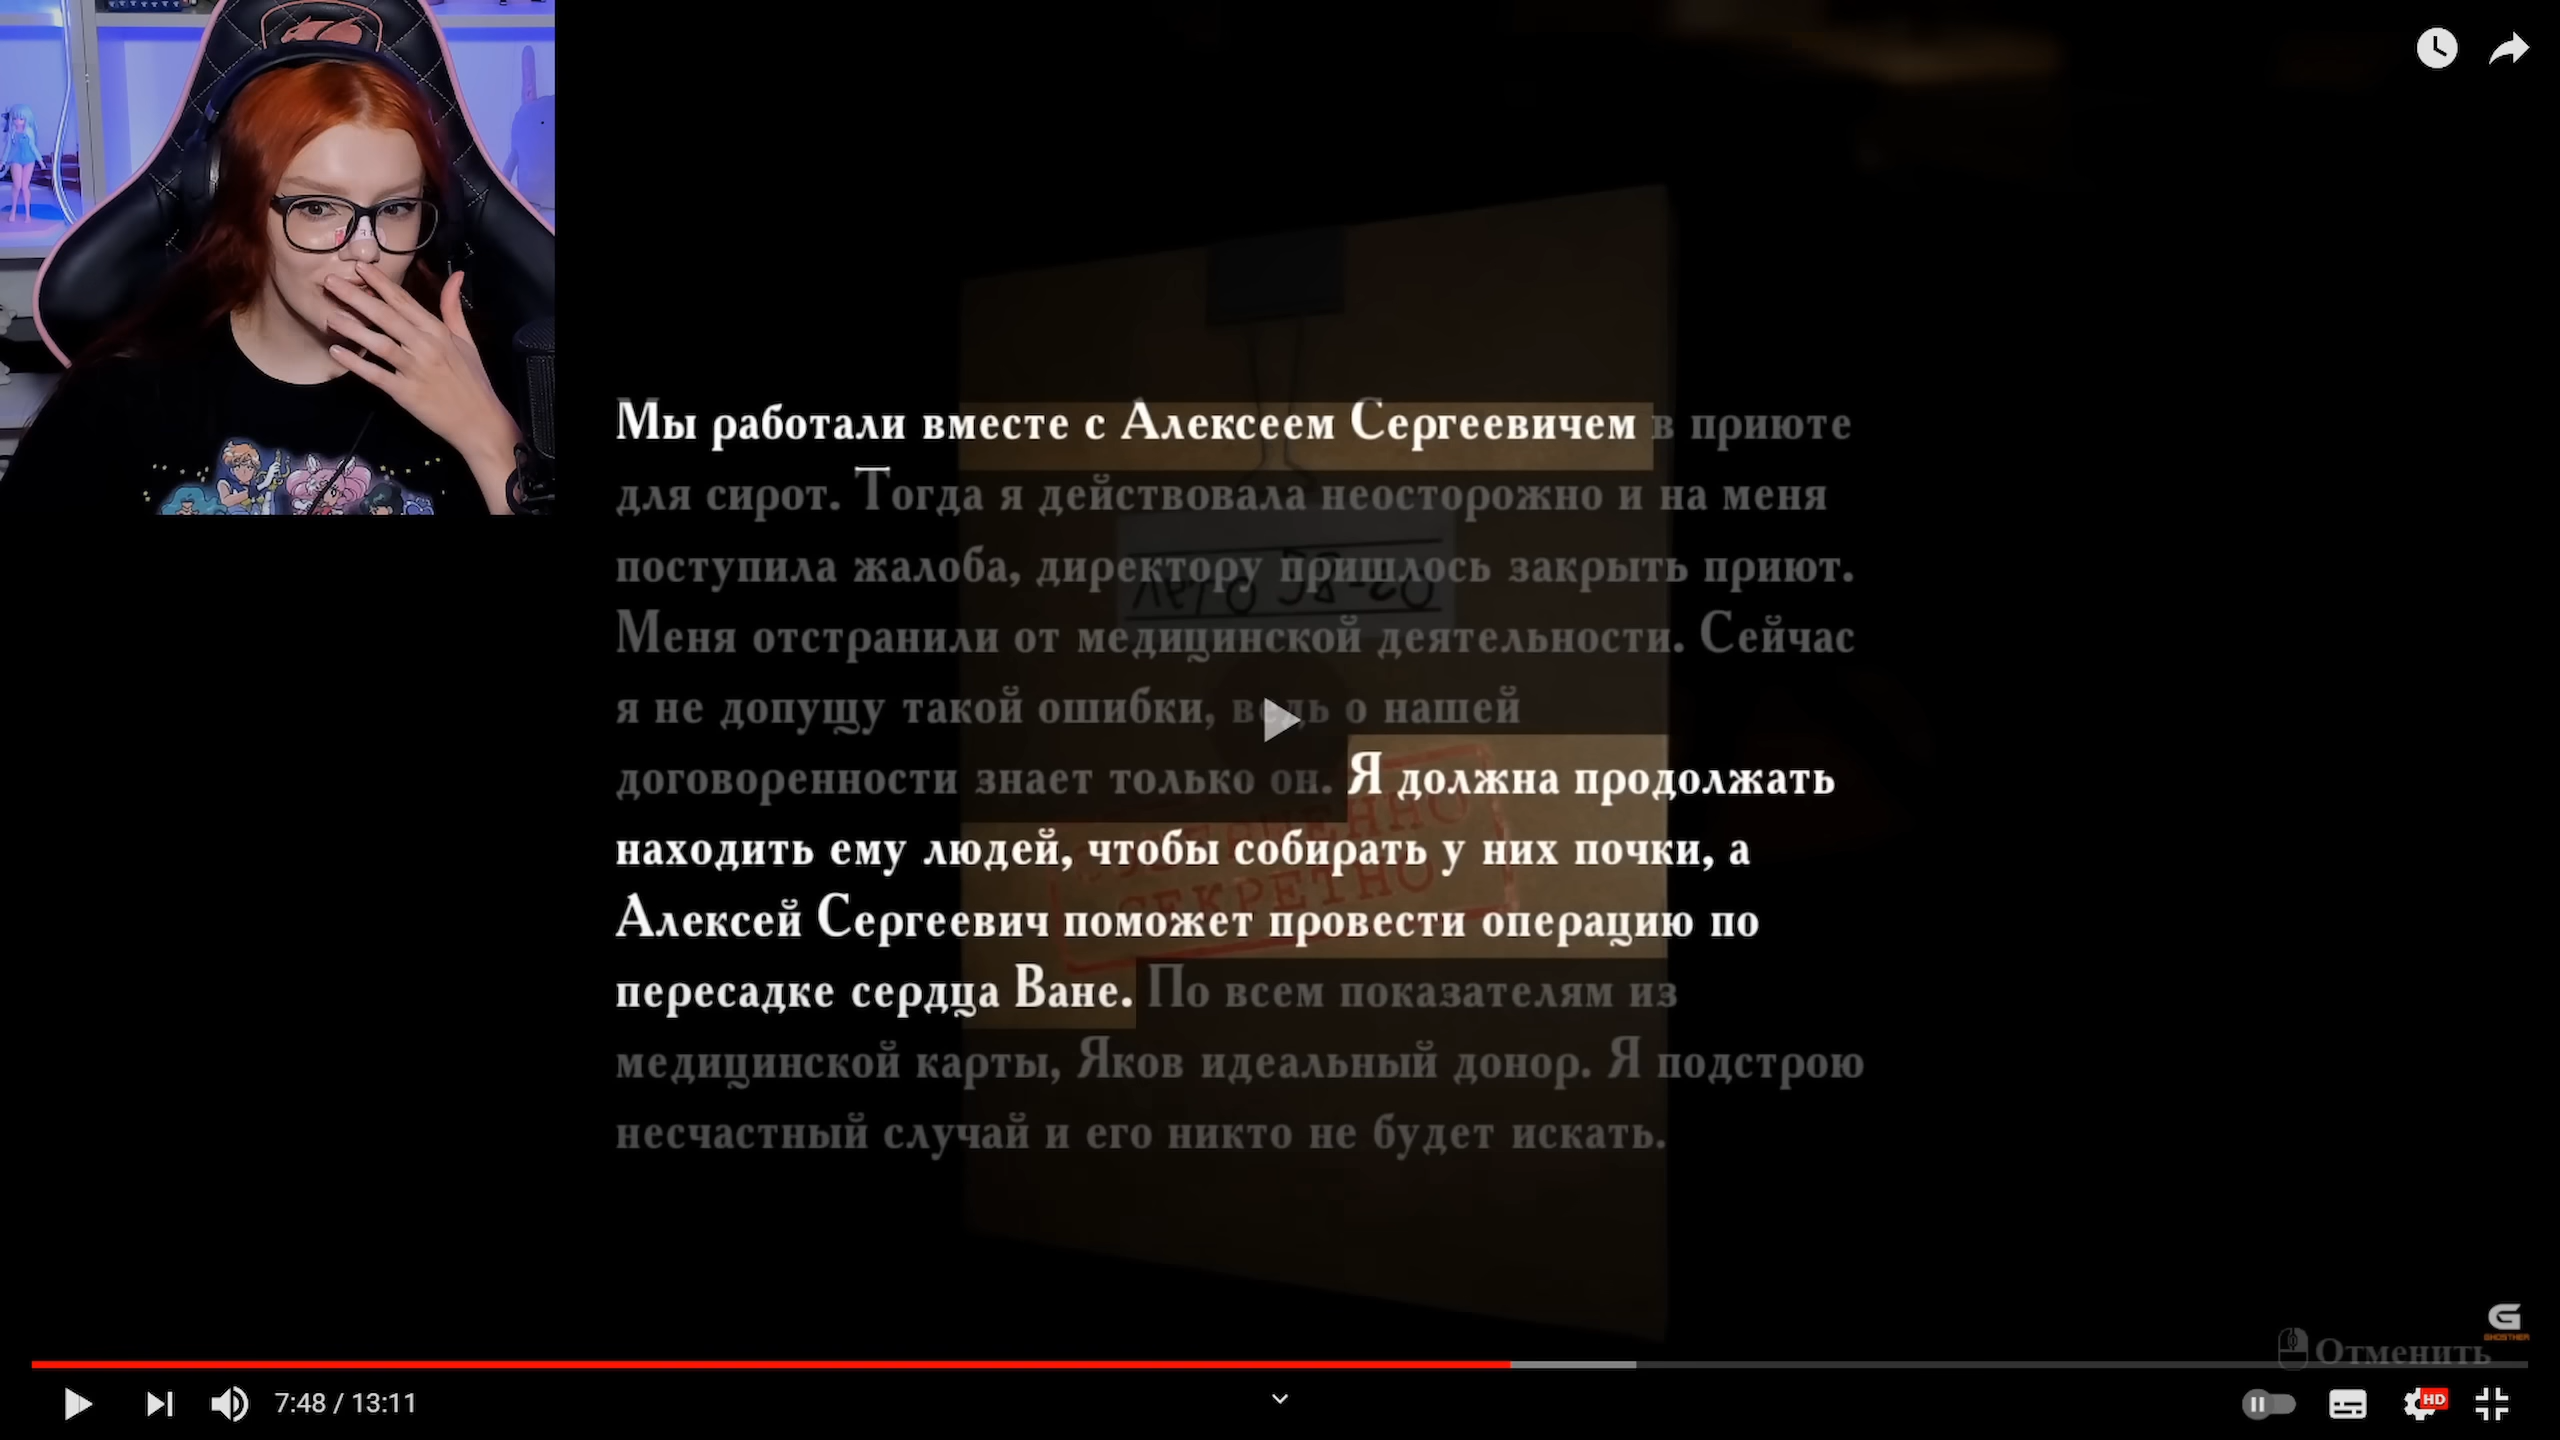 Мы работали вместе с Алексеем Сергеевичем в приюте
для сирот. Тогда я действовала неосторожно и на меня
поступила жалоба, директору пришлось закрыть приют.
Меня отстранили от медицинской деятельности. Сейчас
я не допущу такой ошибки, ведь о нашей
договоренности знает только он. Я должна продолжать
находить ему людей, чтобы собирать у них почки, а
Алексей Сергеевич поможет провести операцию по
пересадке сердца Ване. По всем показателям из
медицинской карты, Яков идеальный донор. Я подстрою
несчастный случай и его никто не будет искать.
СЕКРЕТНО
GHOSTHER
Отменить
7:48 / 13:11
HD